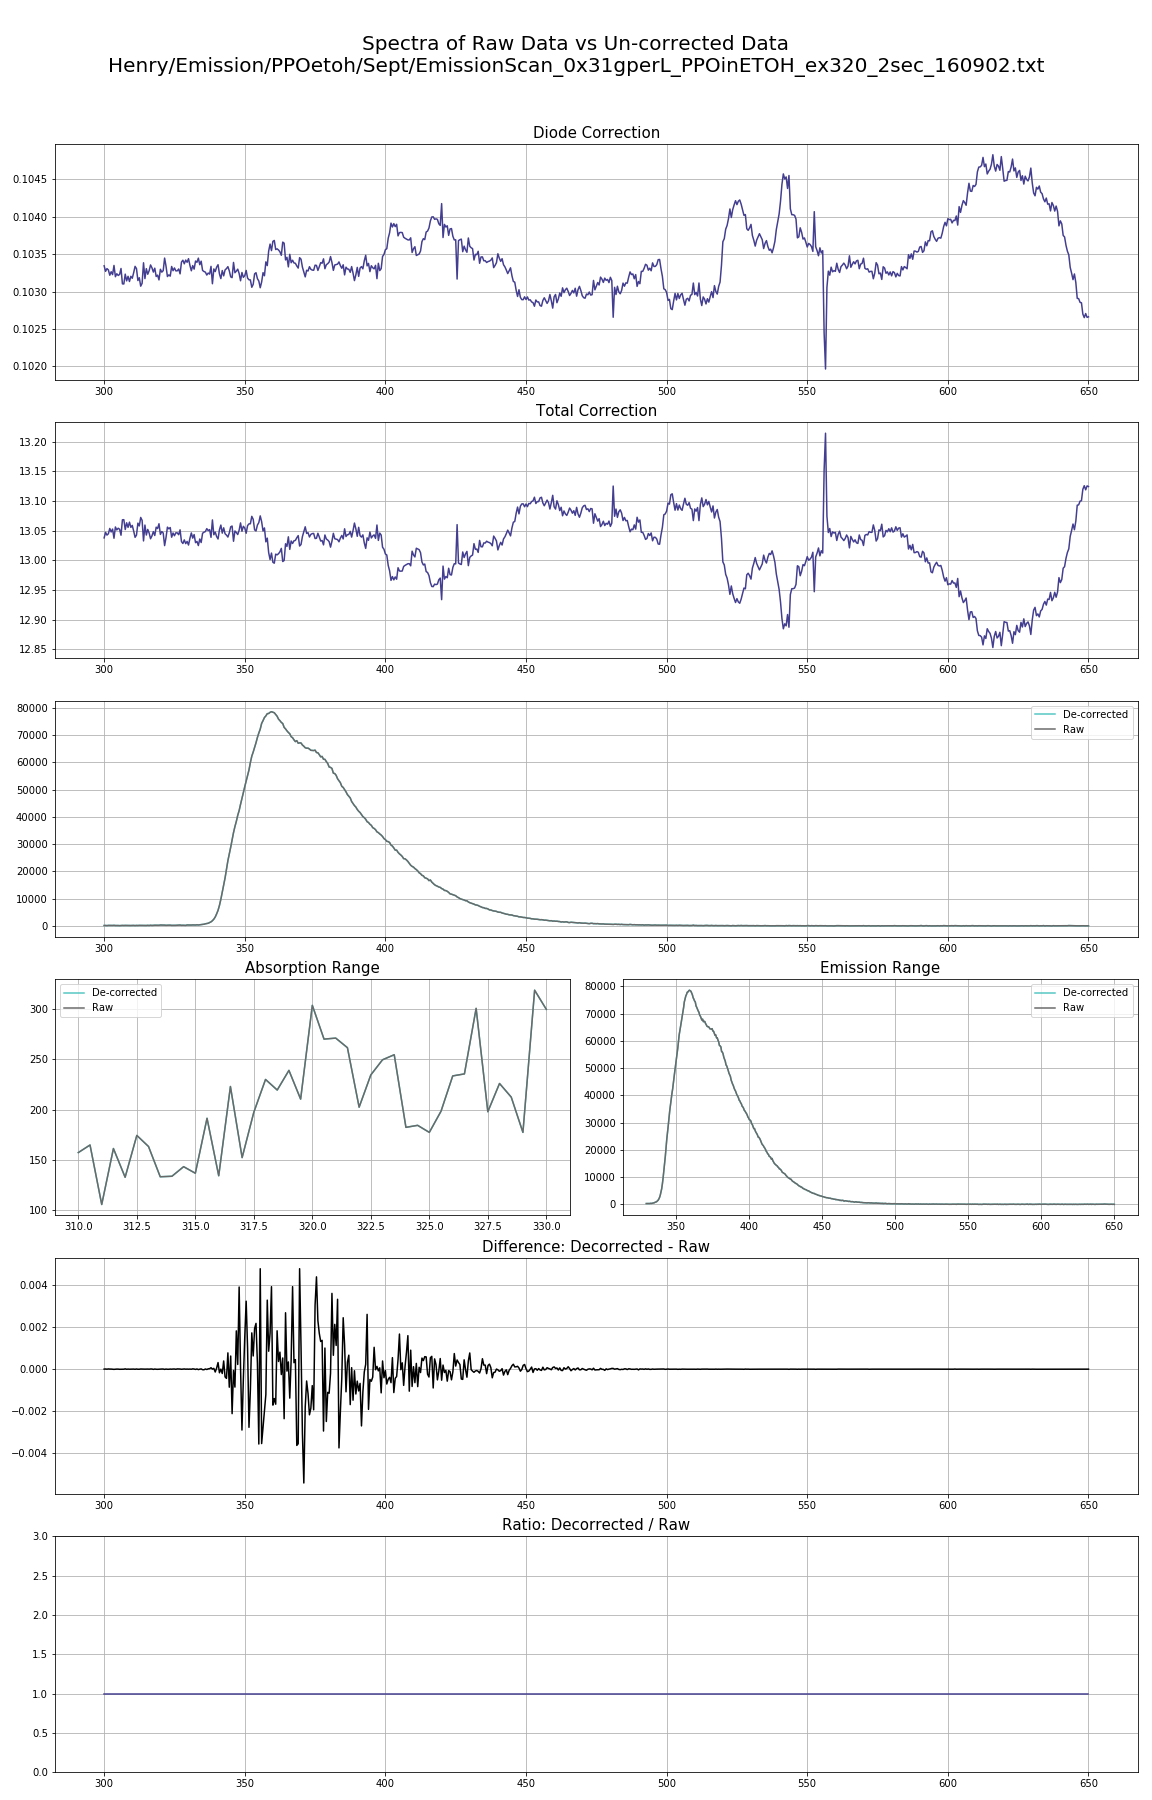 Spectra of Raw Data vs Un-corrected Data
Henry/Emission/PPOetoh/Sept/EmissionScan_0x31gperL_PPOinETOH_ex320_2sec_160902.txt
Diode Correction
0.1045
0.1040
0.1035
0.1030
0.1025
0.1020
300 350 400 450 500 550 600 650
Total Correction
13.20
13.15
13.10
13.05
13.00
12.95
12.90
12.85
300 350 400 450 500 550 600 650
80000
70000
60000
50000
40000
30000
20000
10000
0
De-corrected
Raw
300 350 400 450 500 550 600 650
Absorption Range
300
250
200
150
100
De-corrected
Raw
310.0 312.5 315.0 317.5 320.0 322.5 325.0 327.5 330.0
Emission Range
80000
70000
60000
50000
40000
30000
20000
10000
0
De-corrected
Raw
350 400 450 500 550 600 650
Difference: Decorrected - Raw
0.004
0.002
0.000
−0.002
−0.004
300 350 400 450 500 550 600 650
Ratio: Decorrected / Raw
3.0
2.5
2.0
1.5
1.0
0.5
0.0
300 350 400 450 500 550 600 650